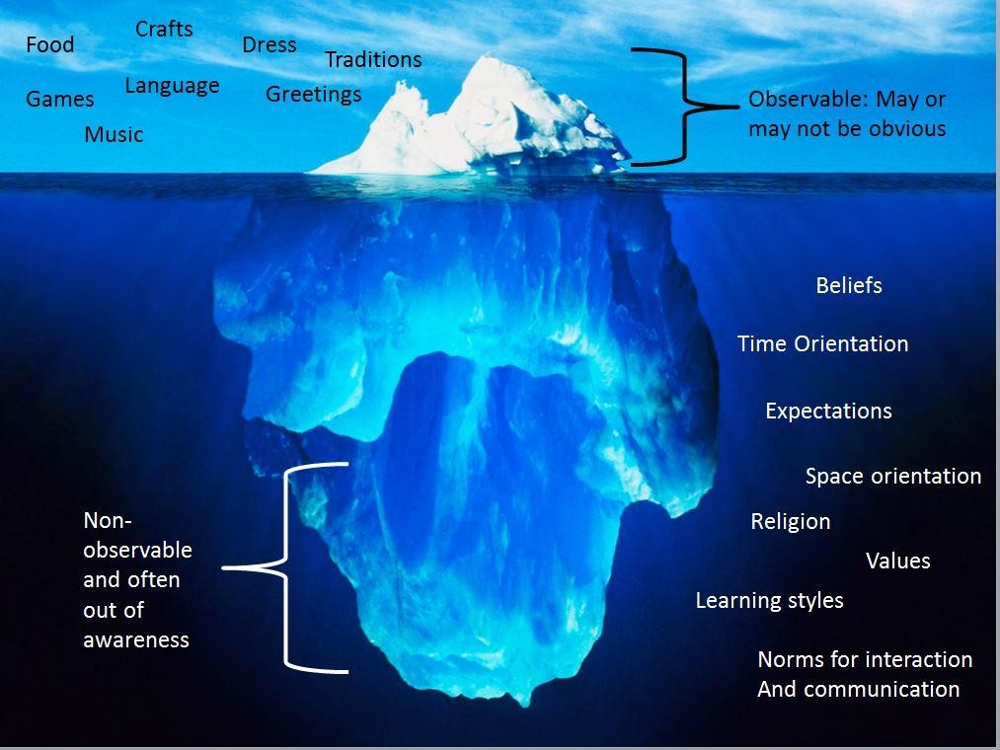 Crafts
Food
Dress
Traditions
Language
Games
Greetings
Music
Observable: May or
may not be obvious
Beliefs
Time Orientation
Expectations
Space orientation
Religion
Values
Learning styles
Norms for interaction
And communication
Non-
observable
and often
out of
awareness